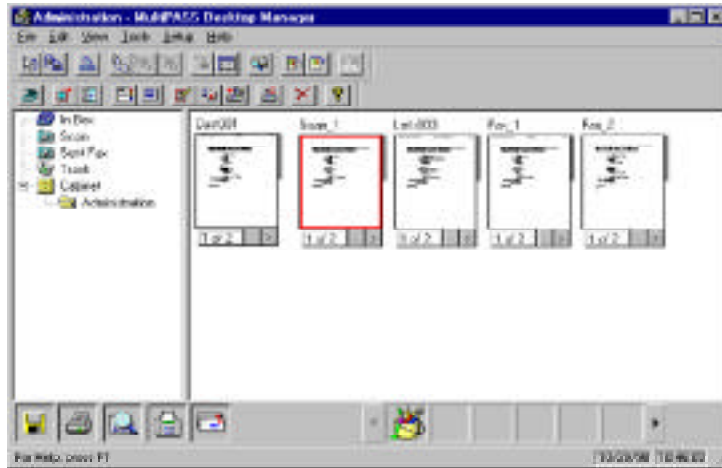 Administration - MultiPASS Desktop Manager
File Edit View Tools Setup Help
In Box
Scan
Sent Fax
Trash
Cabinet
Administration
Scan_1
Fax_1
Fax_2
1 of 2
1 of 2
1 of 2
1 of 2
1 of 2
For Help, press F1